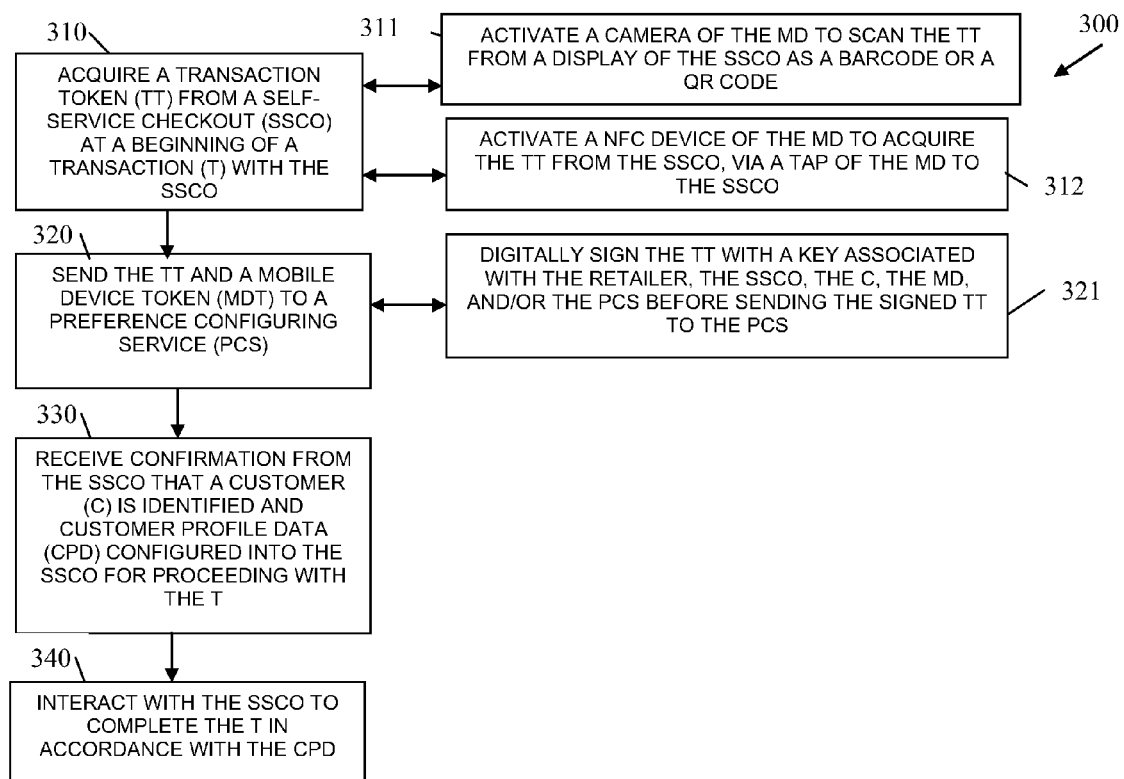 310
ACQUIRE A TRANSACTION
TOKEN (TT) FROM A SELF-
SERVICE CHECKOUT (SSCO)
AT A BEGINNING OF A
TRANSACTION (T) WITH THE
SSCO
311
ACTIVATE A CAMERA OF THE MD TO SCAN THE TT
FROM A DISPLAY OF THE SSCO AS A BARCODE OR A
QR CODE
300
ACTIVATE A NFC DEVICE OF THE MD TO ACQUIRE
THE TT FROM THE SSCO, VIA A TAP OF THE MD TO
THE SSCO
312
320
SEND THE TT AND A MOBILE
DEVICE TOKEN (MDT) TO A
PREFERENCE CONFIGURING
SERVICE (PCS)
DIGITALLY SIGN THE TT WITH A KEY ASSOCIATED
WITH THE RETAILER, THE SSCO, THE C, THE MD,
AND/OR THE PCS BEFORE SENDING THE SIGNED TT
TO THE PCS
321
330
RECEIVE CONFIRMATION FROM
THE SSCO THAT A CUSTOMER
(C) IS IDENTIFIED AND
CUSTOMER PROFILE DATA
(CPD) CONFIGURED INTO THE
SSCO FOR PROCEEDING WITH
THE T
340
INTERACT WITH THE SSCO TO
COMPLETE THE T IN
ACCORDANCE WITH THE CPD